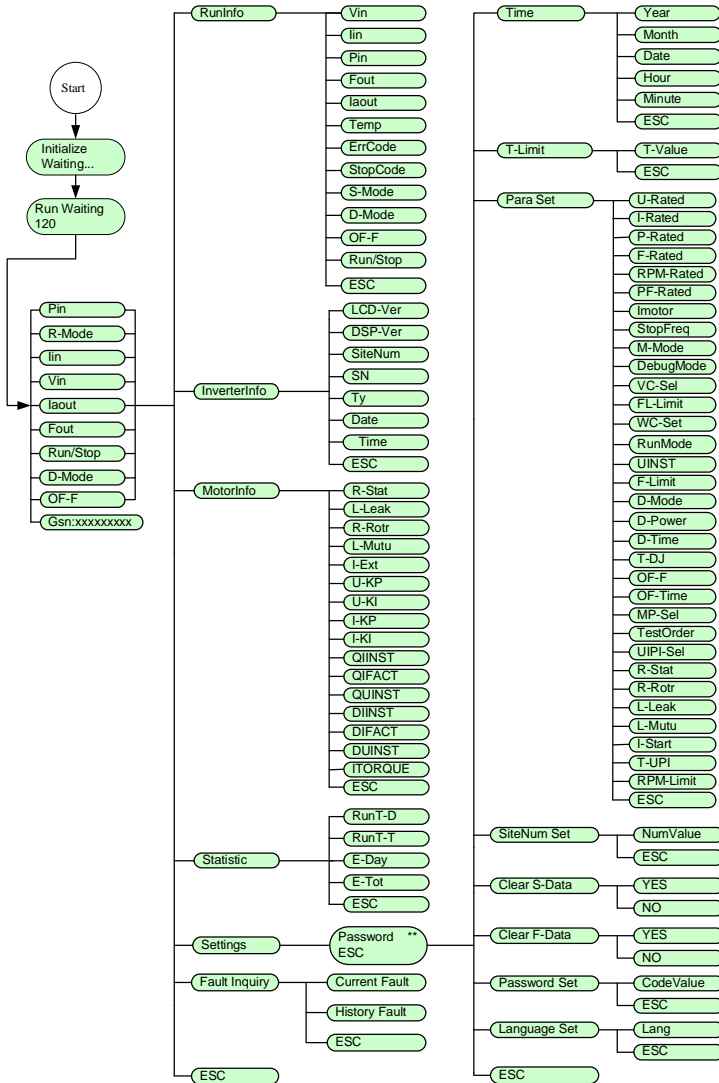 Start
Initialize
Waiting...
Run Waiting
120
Pin
R-Mode
Iin
Vin
Iaout
Fout
Run/Stop
D-Mode
OF-F
Gsn:xxxxxxxxx
RunInfo
Vin
Iin
Pin
Fout
Iaout
Temp
ErrCode
StopCode
S-Mode
D-Mode
OF-F
Run/Stop
ESC
InverterInfo
LCD-Ver
DSP-Ver
SiteNum
SN
Ty
Date
Time
ESC
MotorInfo
R-Stat
L-Leak
R-Rotr
L-Mutu
I-Ext
U-KP
U-KI
I-KP
I-KI
QIINST
QIFACT
QUINST
DIINST
DIFACT
DUINST
ITORQUE
ESC
Statistic
RunT-D
RunT-T
E-Day
E-Tot
ESC
Settings
Password **
ESC
Fault Inquiry
Current Fault
History Fault
ESC
ESC
Time
Year
Month
Date
Hour
Minute
ESC
T-Limit
T-Value
ESC
Para Set
U-Rated
I-Rated
P-Rated
F-Rated
RPM-Rated
PF-Rated
Imotor
StopFreq
M-Mode
DebugMode
VC-Sel
FL-Limit
WC-Set
RunMode
UINST
F-Limit
D-Mode
D-Power
D-Time
T-DJ
OF-F
OF-Time
MP-Sel
TestOrder
UIPI-Sel
R-Stat
R-Rotr
L-Leak
L-Mutu
I-Start
T-UPI
RPM-Limit
ESC
SiteNum Set
NumValue
ESC
Clear S-Data
YES
NO
Clear F-Data
YES
NO
Password Set
CodeValue
ESC
Language Set
Lang
ESC
ESC